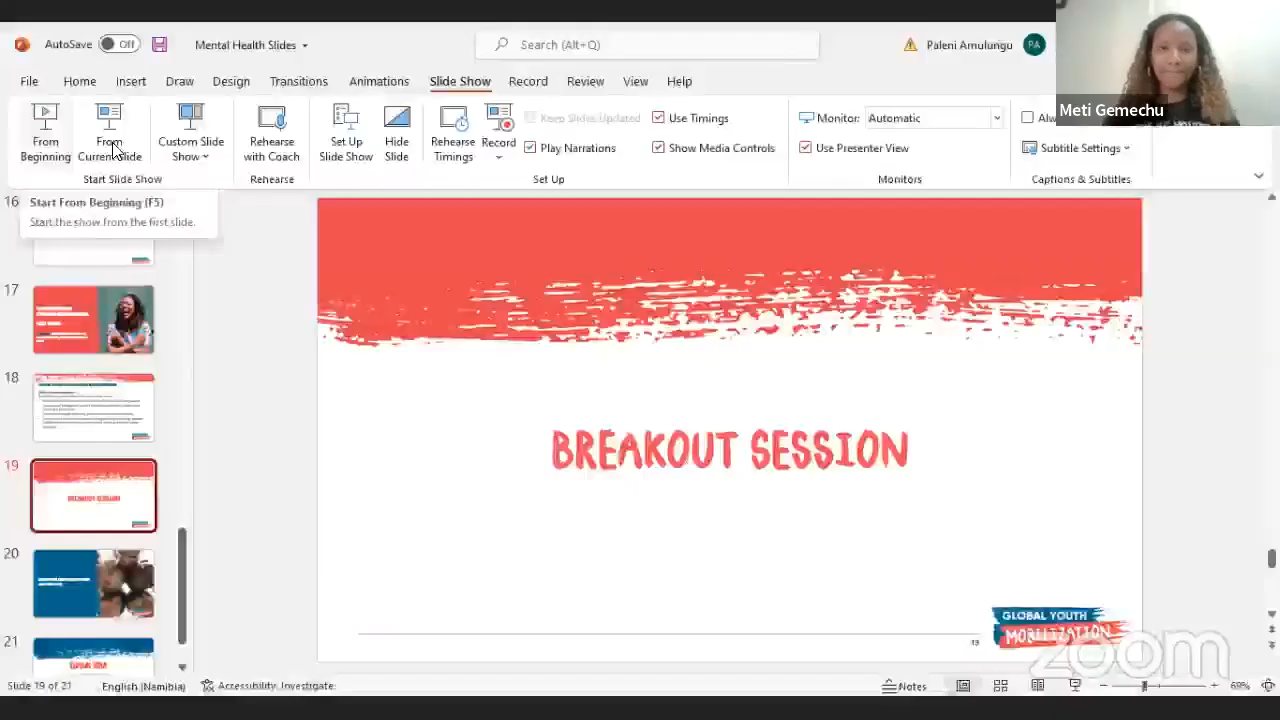 AutoSave Off Mental Health Slides Search (Alt+Q) Paleni Amulungu PA
Meti Gemechu
File Home Insert Draw Design Transitions Animations Slide Show Record Review View Help
From Beginning
From Current Slide
Custom Slide Show
Rehearse with Coach
Set Up Slide Show
Hide Slide
Rehearse Timings
Record
Keep Slides Updated
Use Timings
Play Narrations
Show Media Controls
Monitor: Automatic
Use Presenter View
Subtitle Settings
Start Slide Show Rehearse Set Up Monitors Captions & Subtitles
Start From Beginning (F5)
Start the show from the first slide.
16
17
18
19
20
21
BREAKOUT SESSION
GLOBAL YOUTH
MOBILIZATION
19
zoom
Slide 19 of 21 English (Namibia) Accessibility: Investigate Notes 69%